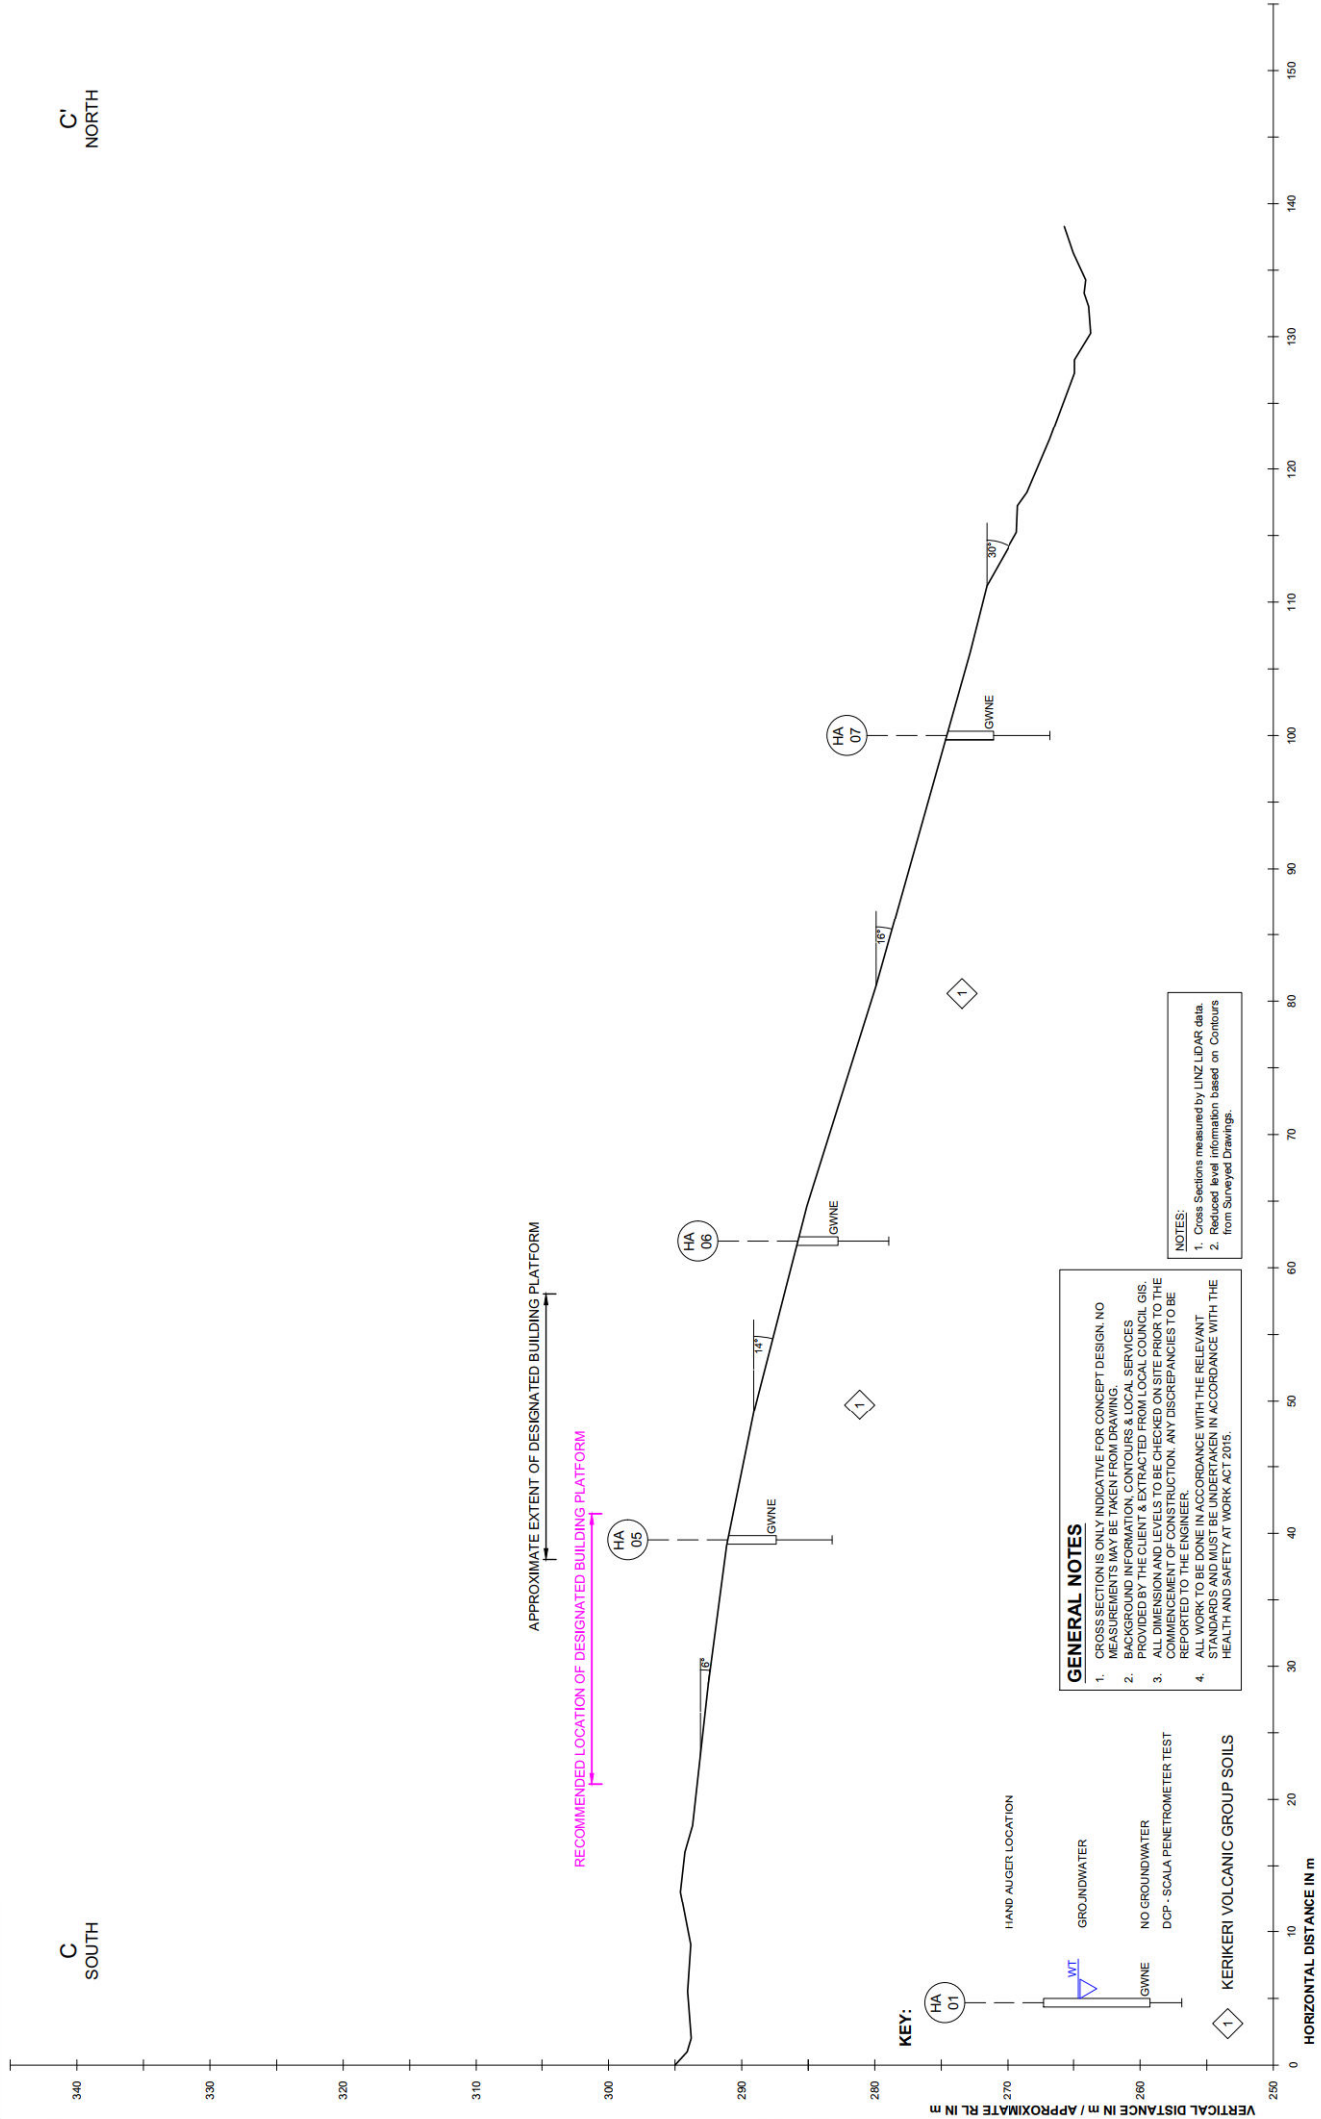 C
SOUTH
C'
NORTH
APPROXIMATE EXTENT OF DESIGNATED BUILDING PLATFORM
RECOMMENDED LOCATION OF DESIGNATED BUILDING PLATFORM
HA
05
HA
06
HA
07
GWNE
GWNE
GWNE
6°
14°
16°
30°
1
1
VERTICAL DISTANCE IN m / APPROXIMATE RL IN m
340
330
320
310
300
290
280
270
260
250
KEY:
HA
01
WT
GWNE
HAND AUGER LOCATION
GROUNDWATER
NO GROUNDWATER
DCP - SCALA PENETROMETER TEST
1
KERIKERI VOLCANIC GROUP SOILS
GENERAL NOTES
1. CROSS SECTION IS ONLY INDICATIVE FOR CONCEPT DESIGN. NO
MEASUREMENTS MAY BE TAKEN FROM DRAWING.
2. BACKGROUND INFORMATION, CONTOURS & LOCAL SERVICES
PROVIDED BY THE CLIENT & EXTRACTED FROM LOCAL COUNCIL GIS.
3. ALL DIMENSION AND LEVELS TO BE CHECKED ON SITE PRIOR TO THE
COMMENCEMENT OF CONSTRUCTION. ANY DISCREPANCIES TO BE
REPORTED TO THE ENGINEER.
4. ALL WORK TO BE DONE IN ACCORDANCE WITH THE RELEVANT
STANDARDS AND MUST BE UNDERTAKEN IN ACCORDANCE WITH THE
HEALTH AND SAFETY AT WORK ACT 2015.
NOTES:
1. Cross Sections measured by LINZ LiDAR data.
2. Reduced level information based on Contours
from Surveyed Drawings.
0 10 20 30 40 50 60 70 80 90 100 110 120 130 140 150
HORIZONTAL DISTANCE IN m